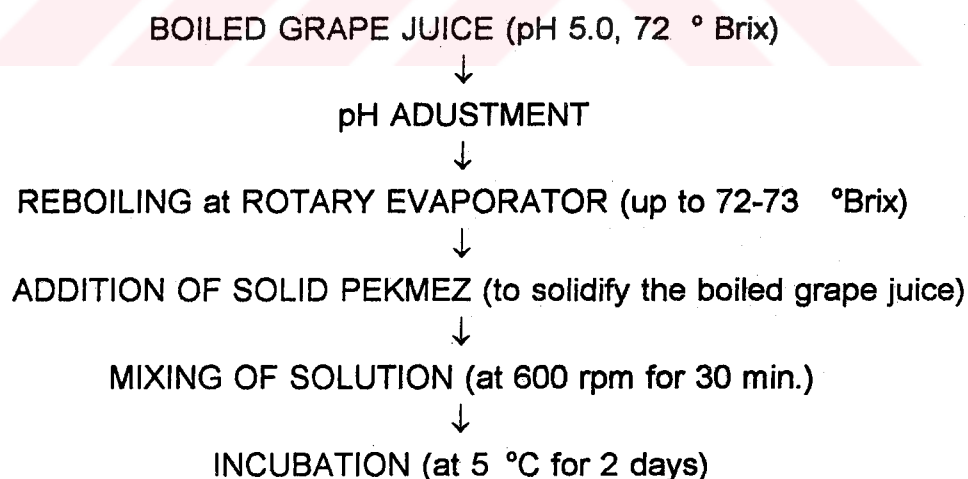 BOILED GRAPE JUICE (pH 5.0, 72 ° Brix)
↓
pH ADUSTMENT
↓
REBOILING at ROTARY EVAPORATOR (up to 72-73 °Brix)
↓
ADDITION OF SOLID PEKMEZ (to solidify the boiled grape juice)
↓
MIXING OF SOLUTION (at 600 rpm for 30 min.)
↓
INCUBATION (at 5 °C for 2 days)